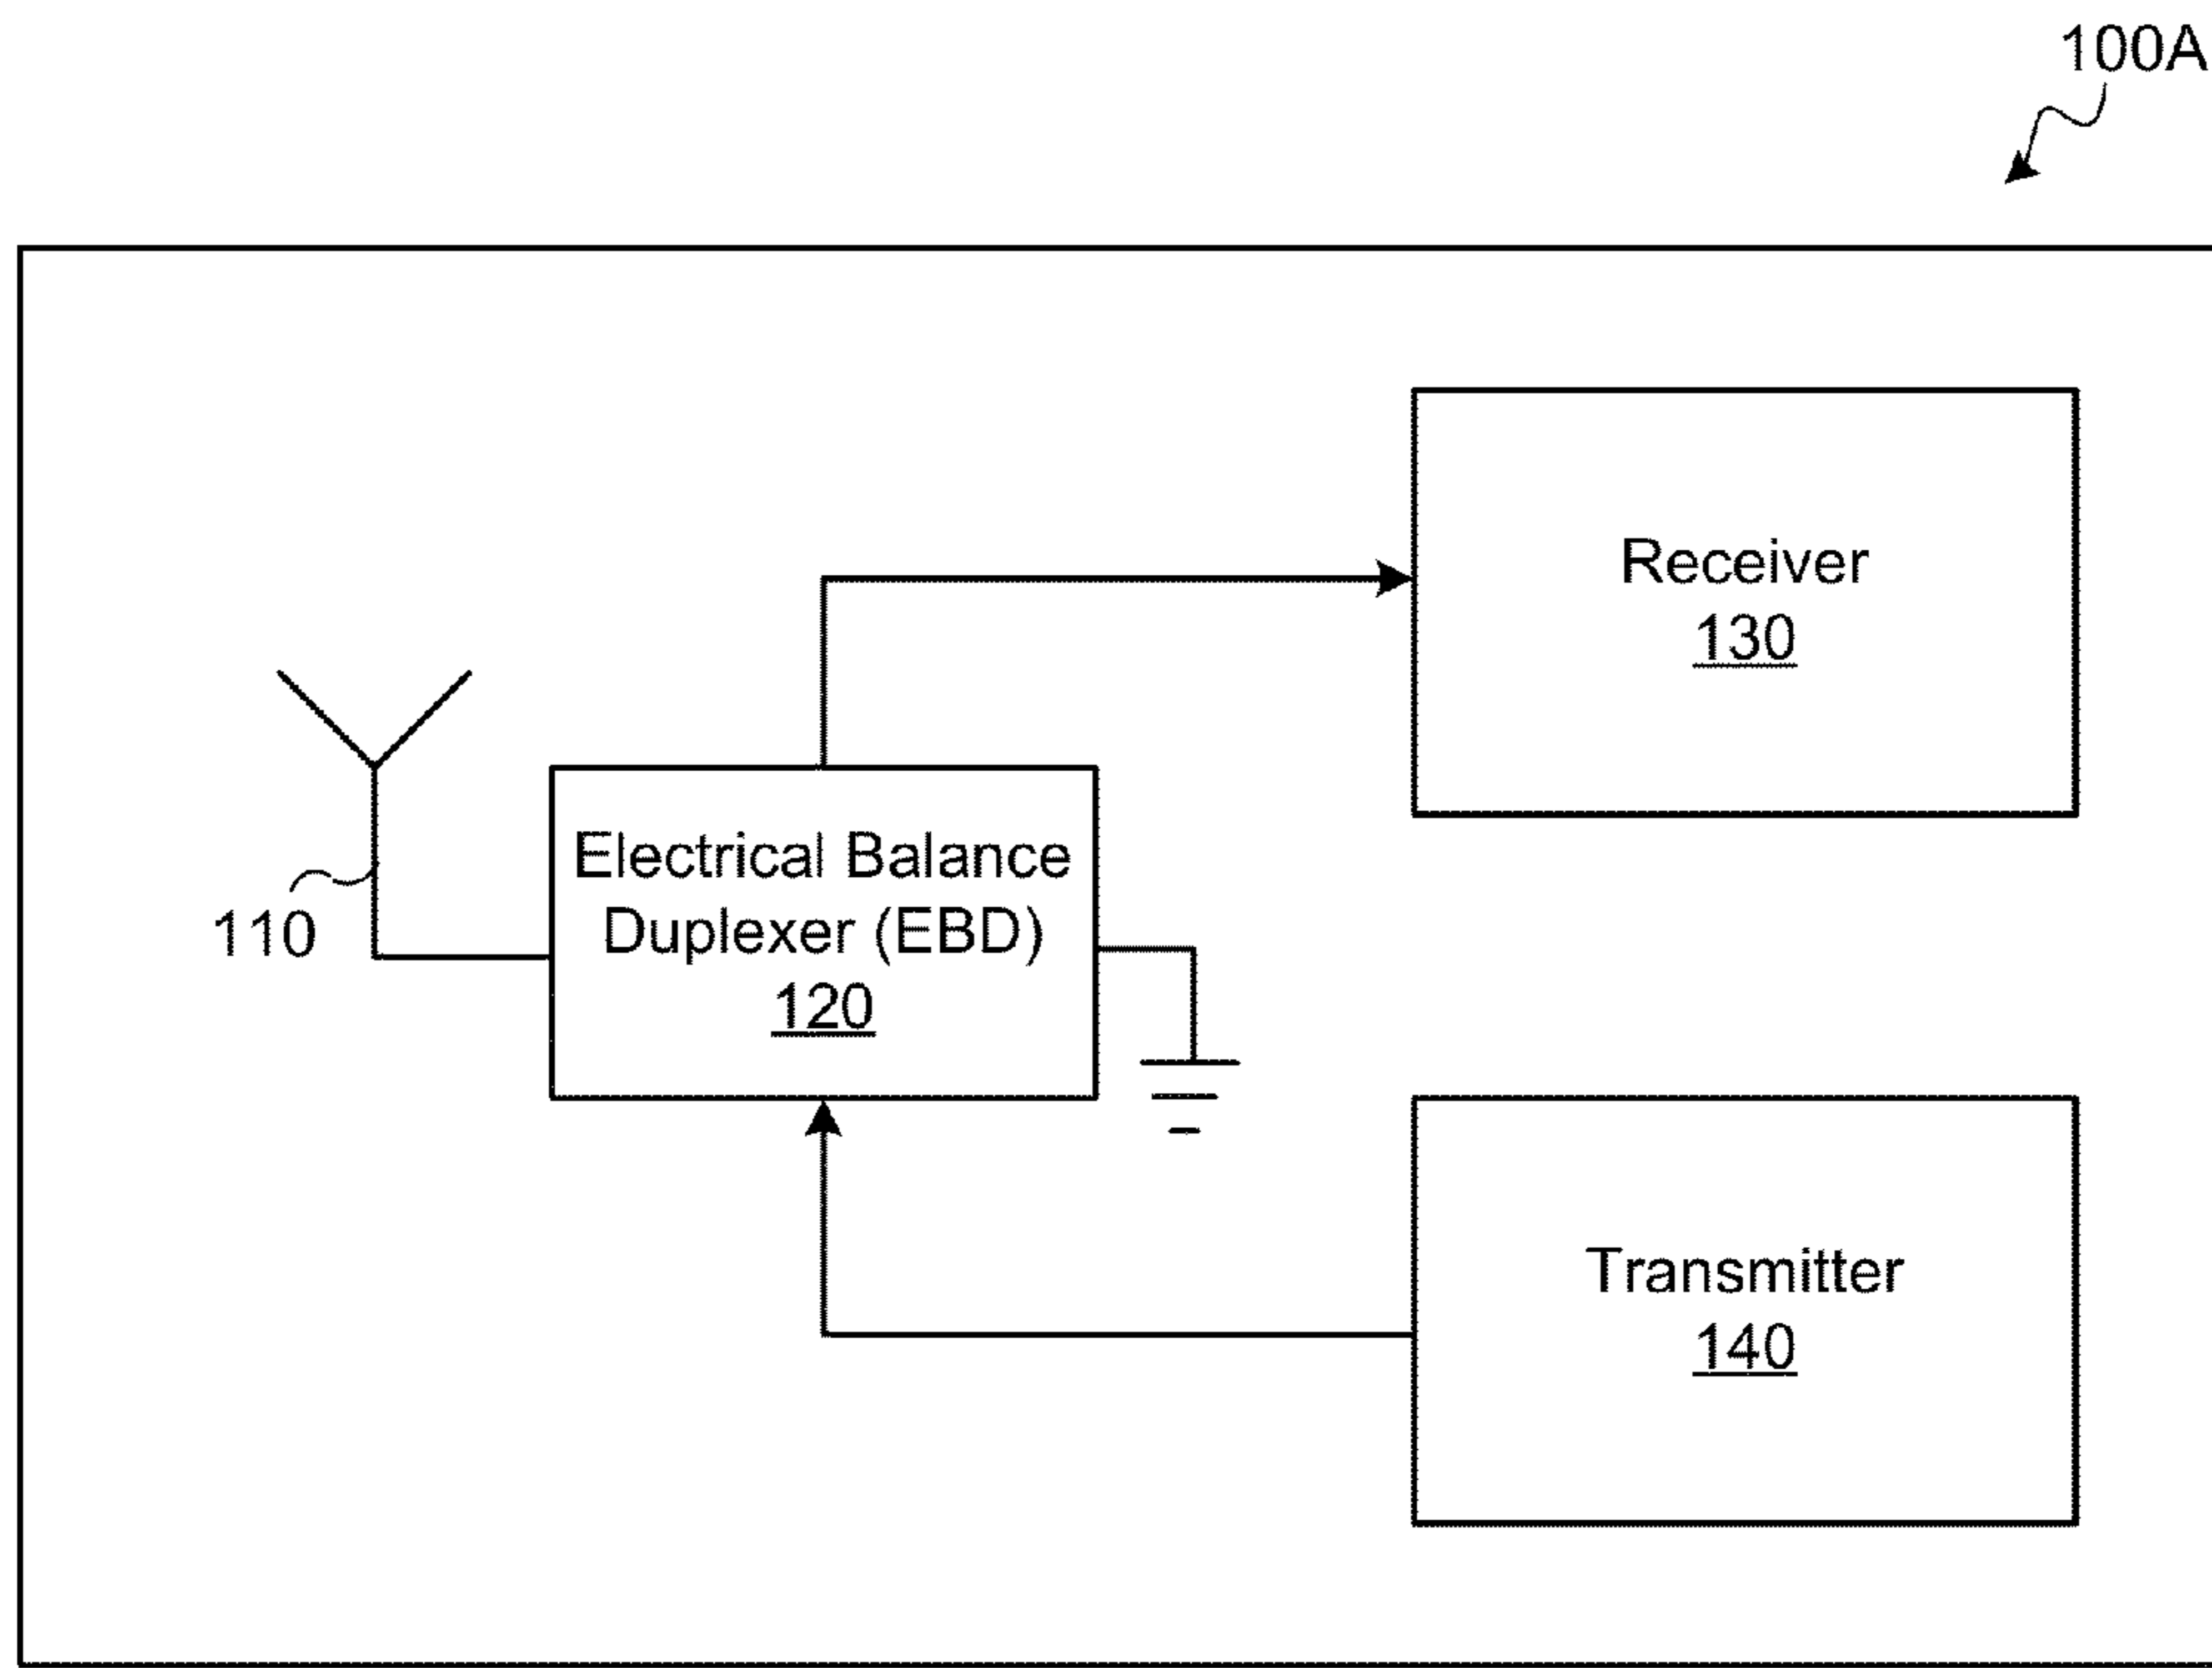 100A
Receiver
130
110
Electrical Balance
Duplexer (EBD)
120
Transmitter
140